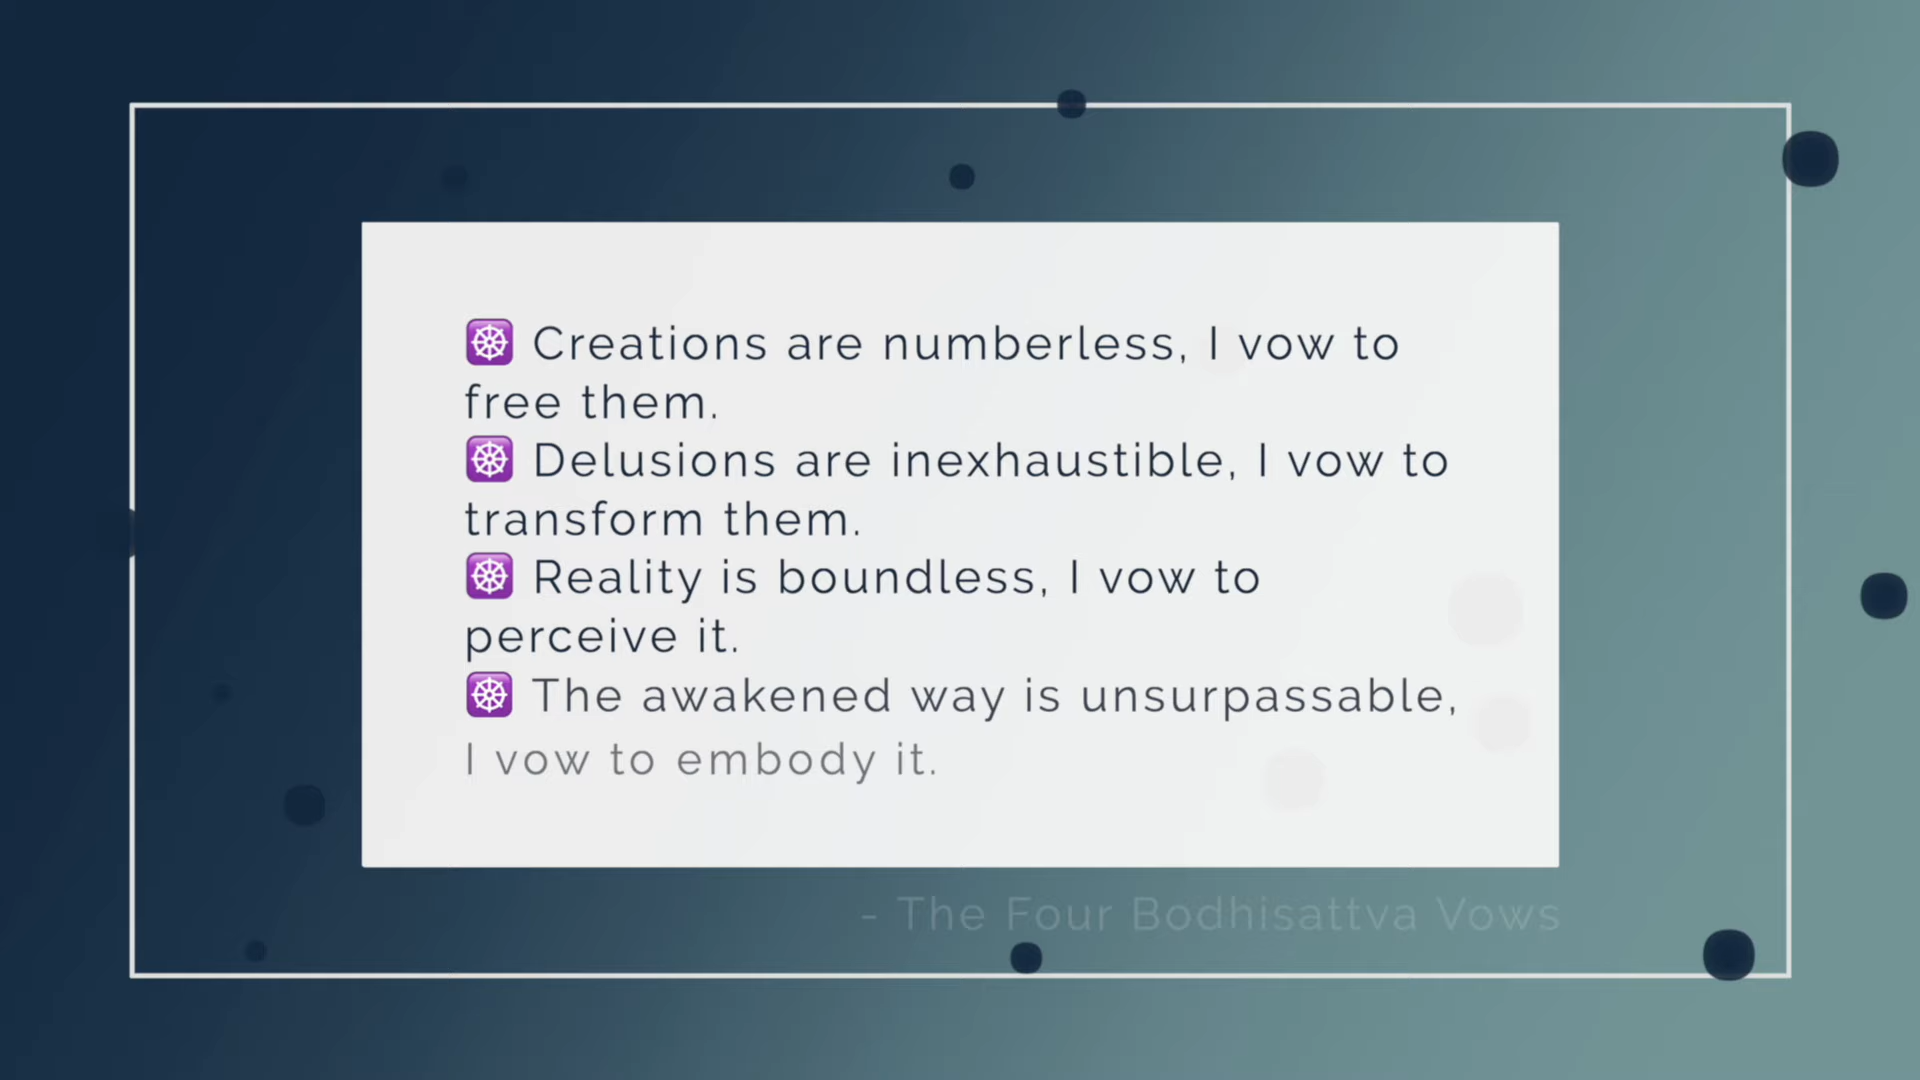 ☸️ Creations are numberless, I vow to
free them.
☸️ Delusions are inexhaustible, I vow to
transform them.
☸️ Reality is boundless, I vow to
perceive it.
☸️ The awakened way is unsurpassable,
I vow to embody it.
- The Four Bodhisattva Vows